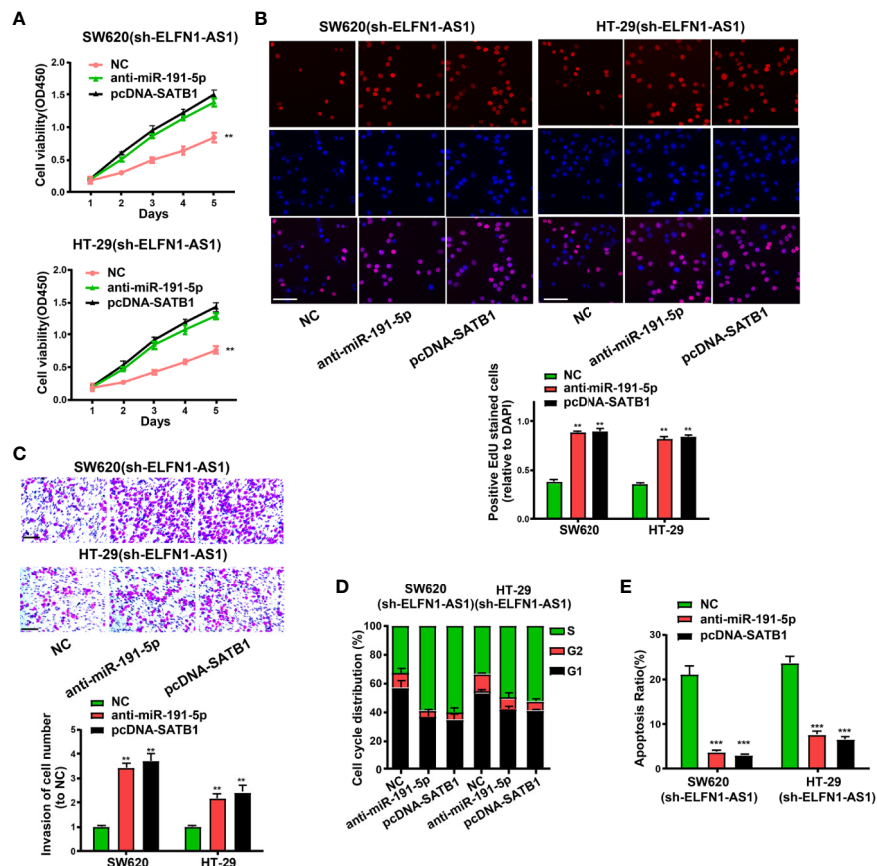 A
SW620(sh-ELFN1-AS1)
NC
anti-miR-191-5p
pcDNA-SATB1
Cell viability(OD450)
2.0
1.5
1.0
0.5
0.0
**
1 2 3 4 5
Days
HT-29(sh-ELFN1-AS1)
NC
anti-miR-191-5p
pcDNA-SATB1
Cell viability(OD450)
2.0
1.5
1.0
0.5
0.0
**
1 2 3 4 5
Days
B
SW620(sh-ELFN1-AS1)
HT-29(sh-ELFN1-AS1)
NC
anti-miR-191-5p
pcDNA-SATB1
NC
anti-miR-191-5p
pcDNA-SATB1
NC
anti-miR-191-5p
pcDNA-SATB1
Positive EdU stained cells
(relative to DAPI)
1.0
0.5
0.0
** **
** **
SW620 HT-29
C
SW620(sh-ELFN1-AS1)
HT-29(sh-ELFN1-AS1)
NC
anti-miR-191-5p
pcDNA-SATB1
NC
anti-miR-191-5p
pcDNA-SATB1
Invasion of cell number
(to NC)
5
4
3
2
1
0
** **
** **
SW620 HT-29
D
SW620 HT-29
(sh-ELFN1-AS1)(sh-ELFN1-AS1)
S
G2
G1
Cell cycle distribution (%)
100
80
60
40
20
0
NC
anti-miR-191-5p
pcDNA-SATB1
NC
anti-miR-191-5p
pcDNA-SATB1
E
NC
anti-miR-191-5p
pcDNA-SATB1
Apoptosis Ratio(%)
40
20
10
0
*** ***
*** ***
SW620 HT-29
(sh-ELFN1-AS1) (sh-ELFN1-AS1)